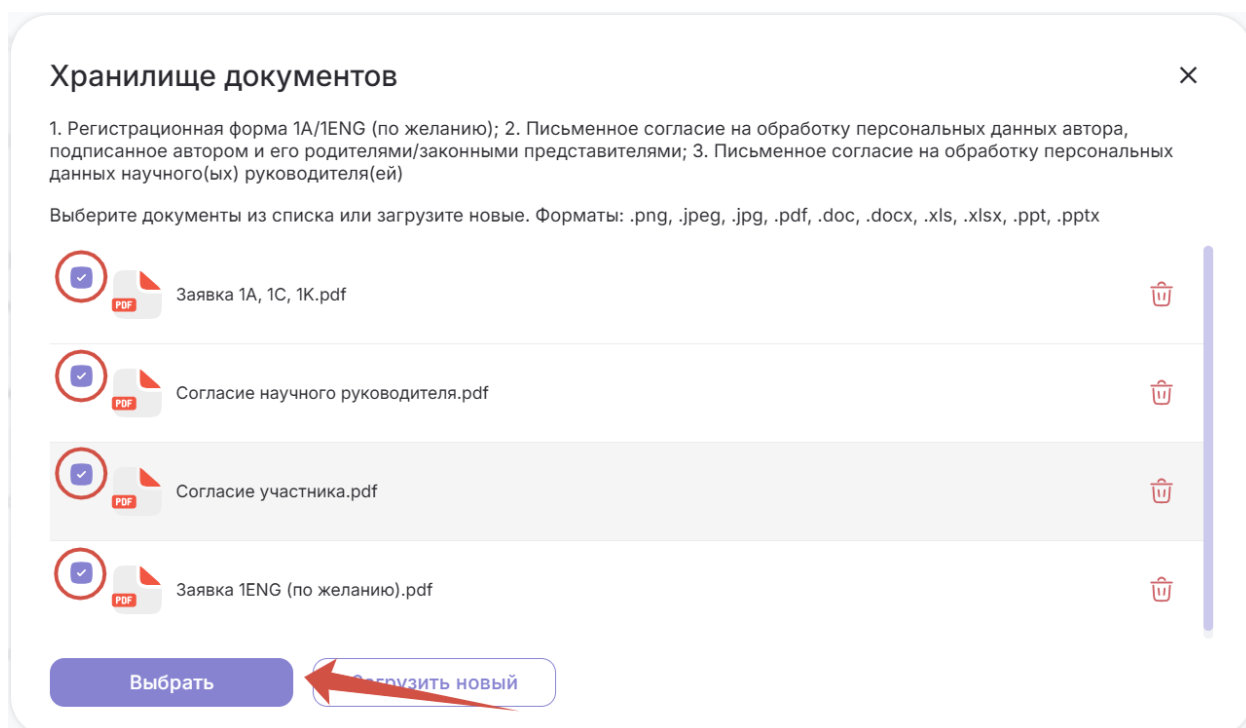 Хранилище документов
1. Регистрационная форма 1А/1ENG (по желанию); 2. Письменное согласие на обработку персональных данных автора,
подписанное автором и его родителями/законными представителями; 3. Письменное согласие на обработку персональных
данных научного(ых) руководителя(ей)
Выберите документы из списка или загрузите новые. Форматы: .png, .jpeg, .jpg, .pdf, .doc, .docx, .xls, .xlsx, .ppt, .pptx
PDF
Заявка 1А, 1С, 1К.pdf
PDF
Согласие научного руководителя.pdf
PDF
Согласие участника.pdf
PDF
Заявка 1ENG (по желанию).pdf
Выбрать
Загрузить новый